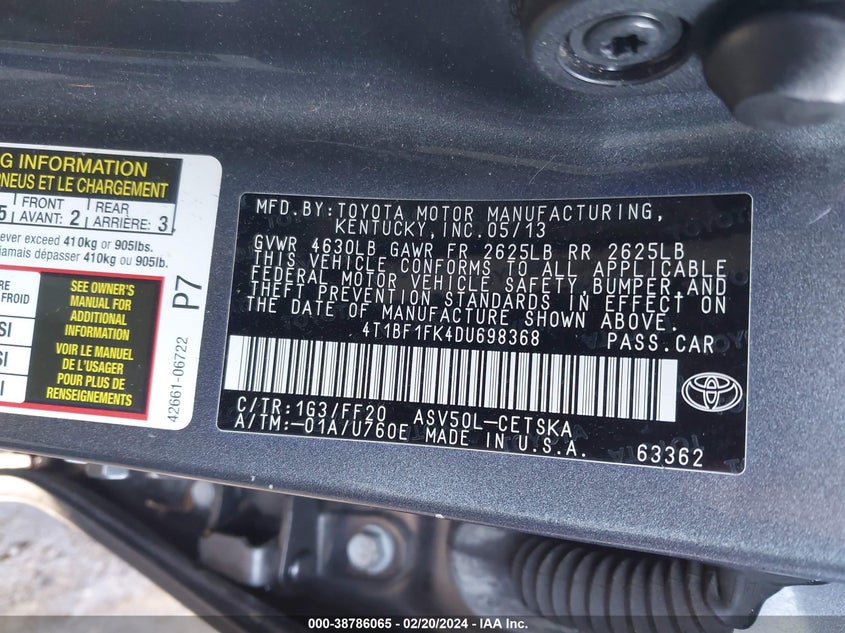 G INFORMATION
PNEUS ET LE CHARGEMENT
5 FRONT AVANT: 2 REAR ARRIÈRE: 3
never exceed 410kg or 905lbs.
jamais dépasser 410kg ou 905lb.
FROID
SEE OWNER'S
MANUAL FOR
ADDITIONAL
INFORMATION
VOIR LE MANUEL
DE L'USAGER
POUR PLUS DE
RENSEIGNEMENTS
P7
42661-06722
MFD.BY:TOYOTA MOTOR MANUFACTURING,
KENTUCKY,INC.05/13
GVWR 4630LB GAWR FR 2625LB RR 2625LB
THIS VEHICLE CONFORMS TO ALL APPLICABLE
FEDERAL MOTOR VEHICLE SAFETY,BUMPER,AND
THEFT PREVENTION STANDARDS IN EFFECT ON
THE DATE OF MANUFACTURE SHOWN ABOVE.
4T1BF1FK4DU698368 PASS.CAR
C/TR:1G3/FF20 ASV50L-CETSKA
A/TM:-01A/U760E MADE IN U.S.A. 63362
000-38786065 - 02/20/2024 - IAA Inc.